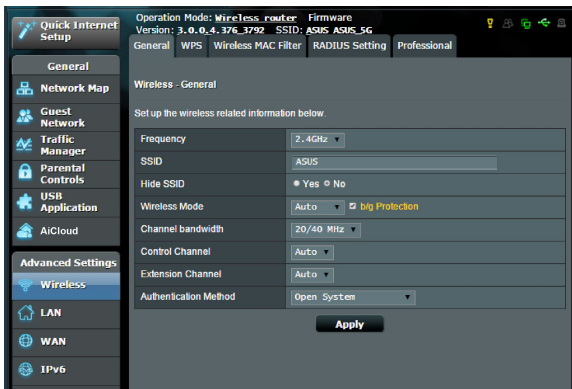 Quick Internet
Setup
Operation Mode: Wireless router Firmware
Version: 3.0.0.4.376_3792 SSID: ASUS ASUS_5G
General WPS Wireless MAC Filter RADIUS Setting Professional
General
Network Map
Guest
Network
Traffic
Manager
Parental
Controls
USB
Application
AiCloud
Advanced Settings
Wireless
LAN
WAN
IPv6
Wireless - General
Set up the wireless related information below.
Frequency 2.4GHz
SSID ASUS
Hide SSID Yes No
Wireless Mode Auto b/g Protection
Channel bandwidth 20/40 MHz
Control Channel Auto
Extension Channel Auto
Authentication Method Open System
Apply